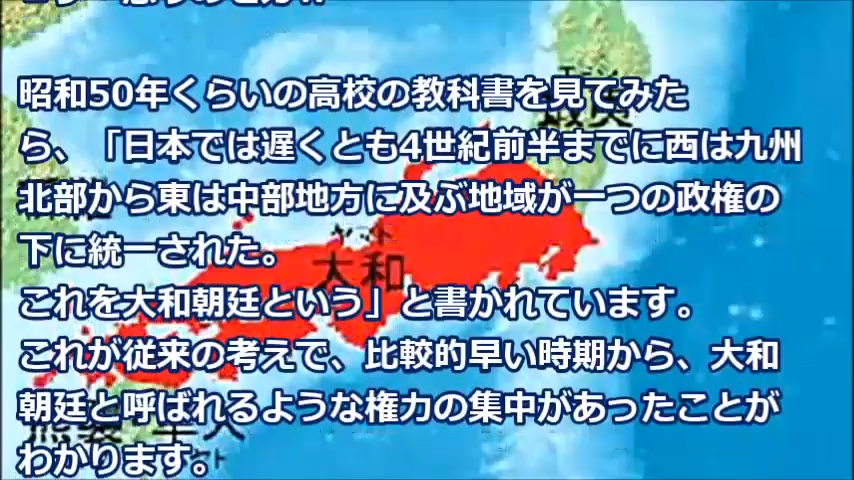 昭和50年くらいの高校の教科書を見てみた
ら、「日本では遅くとも4世紀前半までに西は九州
北部から東は中部地方に及ぶ地域が一つの政権の
下に統一された。
ヤマト
大和
これを大和朝廷という」と書かれています。
これが従来の考えで、比較的早い時期から、大和
朝廷と呼ばれるような権力の集中があったことが
わかります。